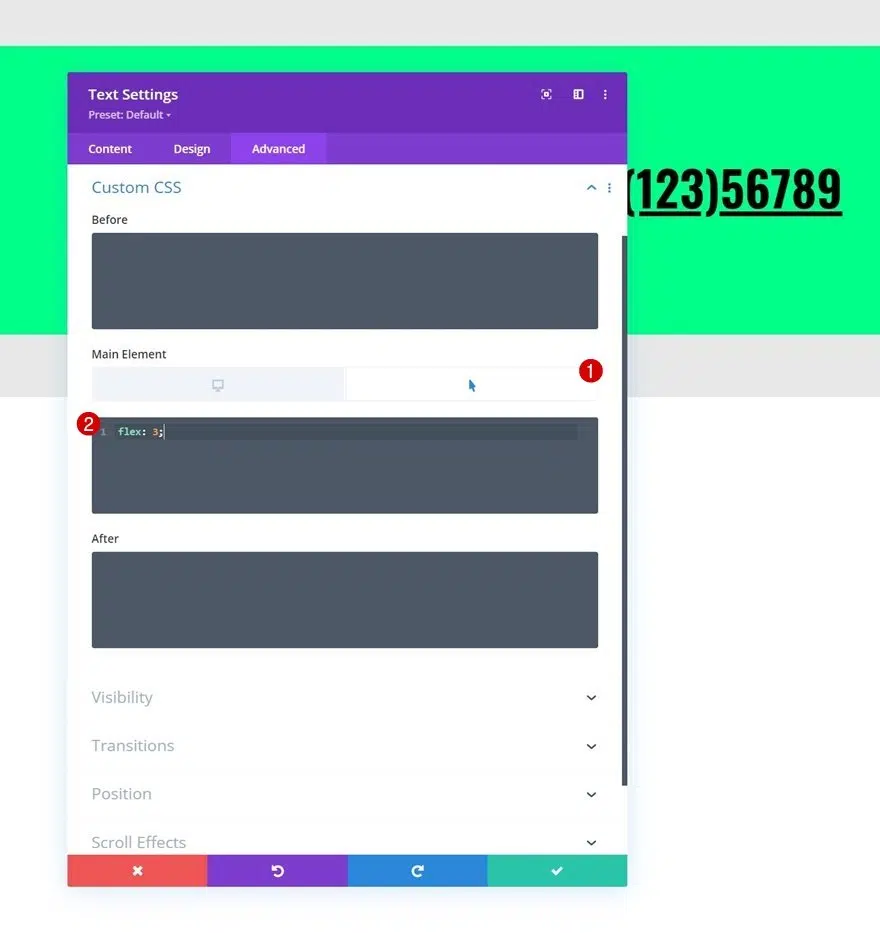 Text Settings
Preset: Default
Content
Design
Advanced
Custom CSS
(123)56789
Before
Main Element
1
2
1 flex: 3;
After
Visibility
Transitions
Position
Scroll Effects